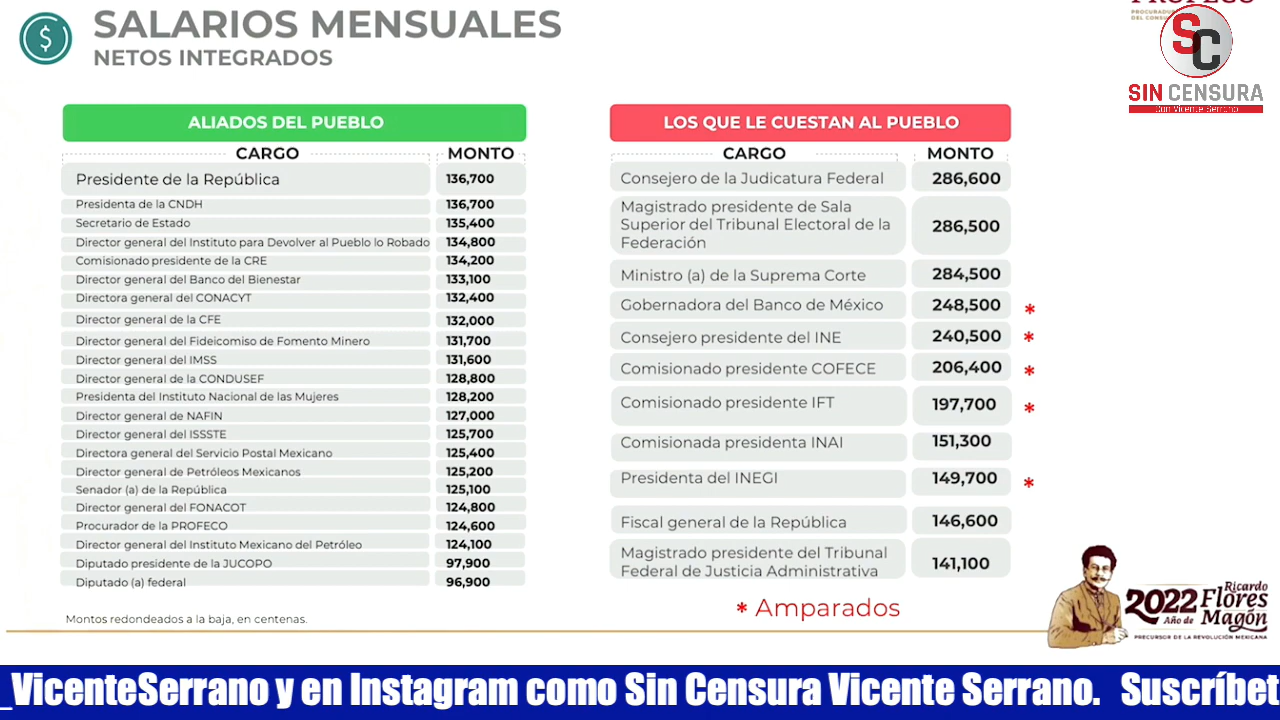 SALARIOS MENSUALES
NETOS INTEGRADOS
SIN CENSURA
Con Vicente Serrano
ALIADOS DEL PUEBLO
CARGO MONTO
Presidente de la República 136,700
Presidenta de la CNDH 136,700
Secretario de Estado 135,400
Director general del Instituto para Devolver al Pueblo lo Robado 134,800
Comisionado presidente de la CRE 134,200
Director general del Banco del Bienestar 133,100
Directora general del CONACYT 132,400
Director general de la CFE 132,000
Director general del Fideicomiso de Fomento Minero 131,700
Director general del IMSS 131,600
Director general de la CONDUSEF 128,800
Presidenta del Instituto Nacional de las Mujeres 128,200
Director general de NAFIN 127,000
Director general del ISSSTE 125,700
Directora general del Servicio Postal Mexicano 125,400
Director general de Petróleos Mexicanos 125,200
Senador (a) de la República 125,100
Director general del FONACOT 124,800
Procurador de la PROFECO 124,600
Director general del Instituto Mexicano del Petróleo 124,100
Diputado presidente de la JUCOPO 97,900
Diputado (a) federal 96,900
Montos redondeados a la baja, en centenas.
LOS QUE LE CUESTAN AL PUEBLO
CARGO MONTO
Consejero de la Judicatura Federal 286,600
Magistrado presidente de Sala
Superior del Tribunal Electoral de la 286,500
Federación
Ministro (a) de la Suprema Corte 284,500
Gobernadora del Banco de México 248,500 *
Consejero presidente del INE 240,500 *
Comisionado presidente COFECE 206,400 *
Comisionado presidente IFT 197,700 *
Comisionada presidenta INAI 151,300
Presidenta del INEGI 149,700 *
Fiscal general de la República 146,600
Magistrado presidente del Tribunal
Federal de Justicia Administrativa 141,100
* Amparados
2022 Ricardo
Flores
Año de Magón
PRECURSOR DE LA REVOLUCIÓN MEXICANA
_VicenteSerrano y en Instagram como Sin Censura Vicente Serrano. Suscríbet